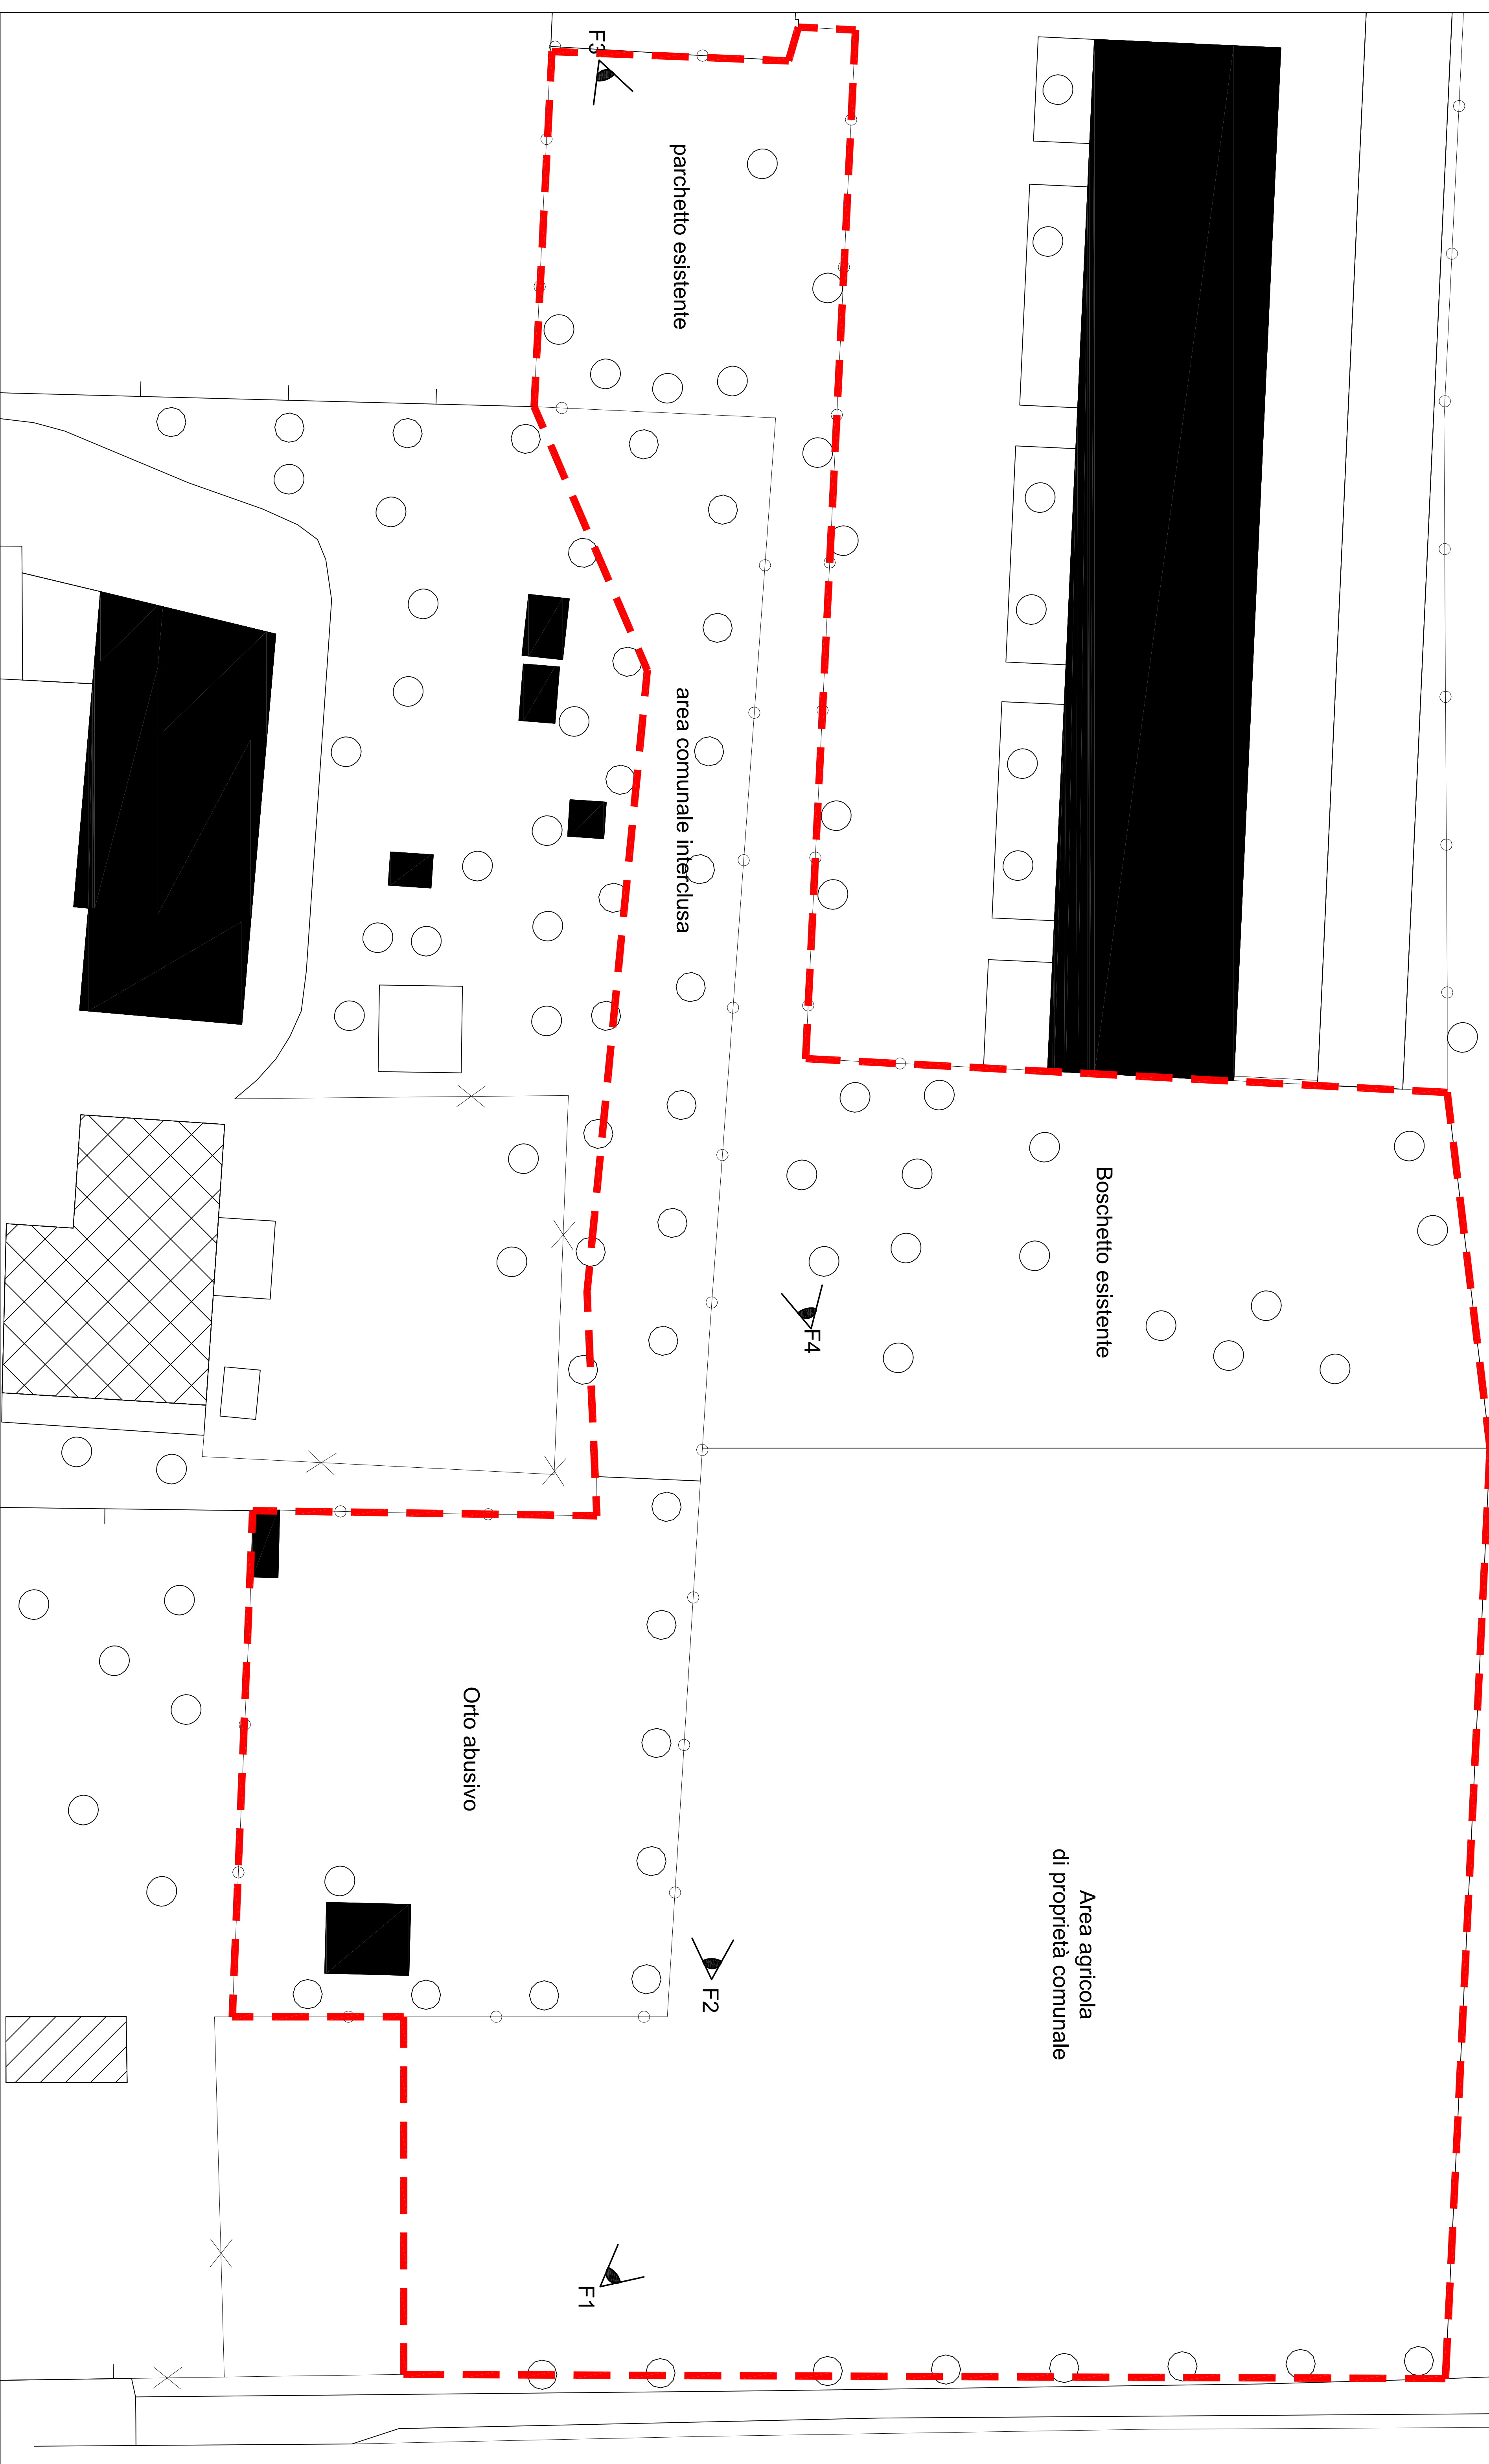 F3
parchetto esistente
area comunale interclusa
Boschetto esistente
F4
Orto abusivo
Area agricola
di proprietà comunale
F2
F1